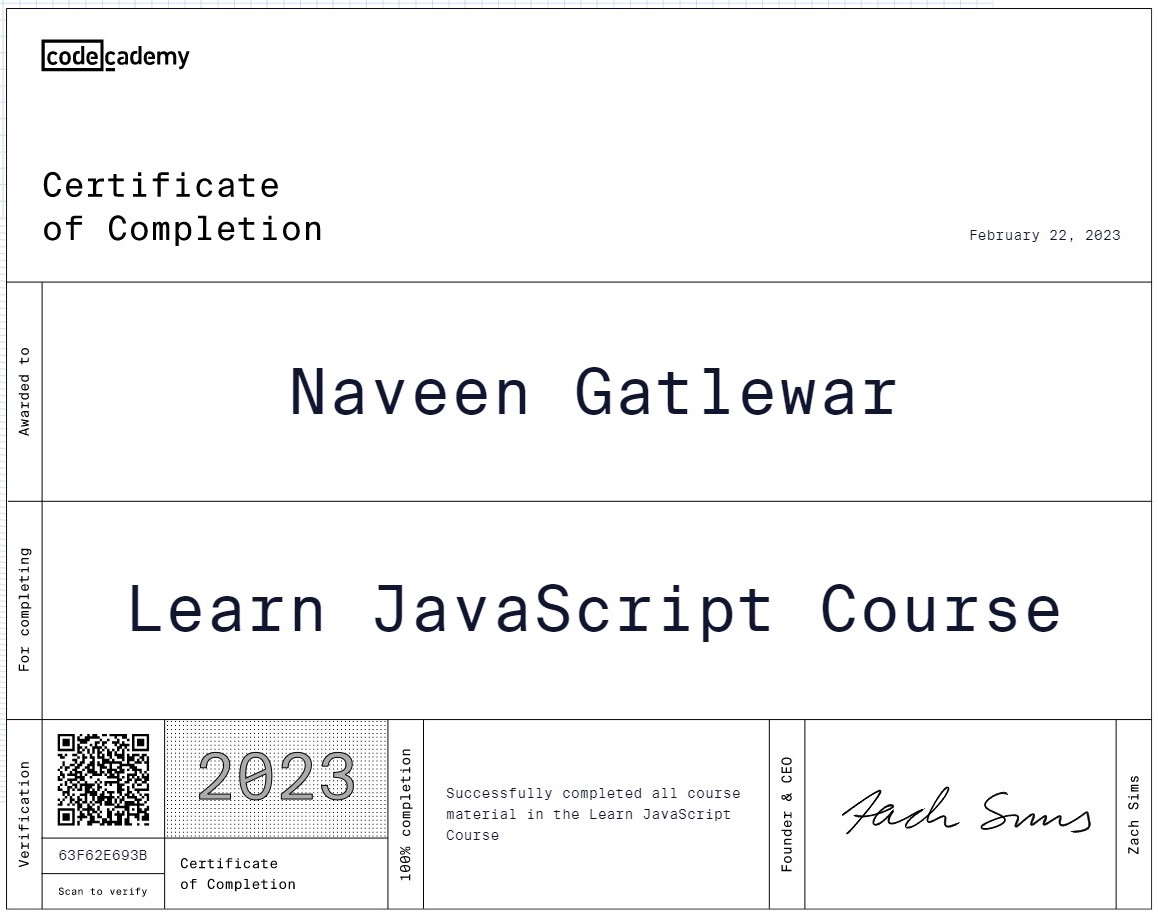 codecademy
Certificate
of Completion
February 22, 2023
Awarded to
Naveen Gatlewar
For completing
Learn JavaScript Course
Verification
63F62E693B
Scan to verify
2023
Certificate
of Completion
100% completion
Successfully completed all course
material in the Learn JavaScript
Course
Founder & CEO
Zach Sims
Zach Sims